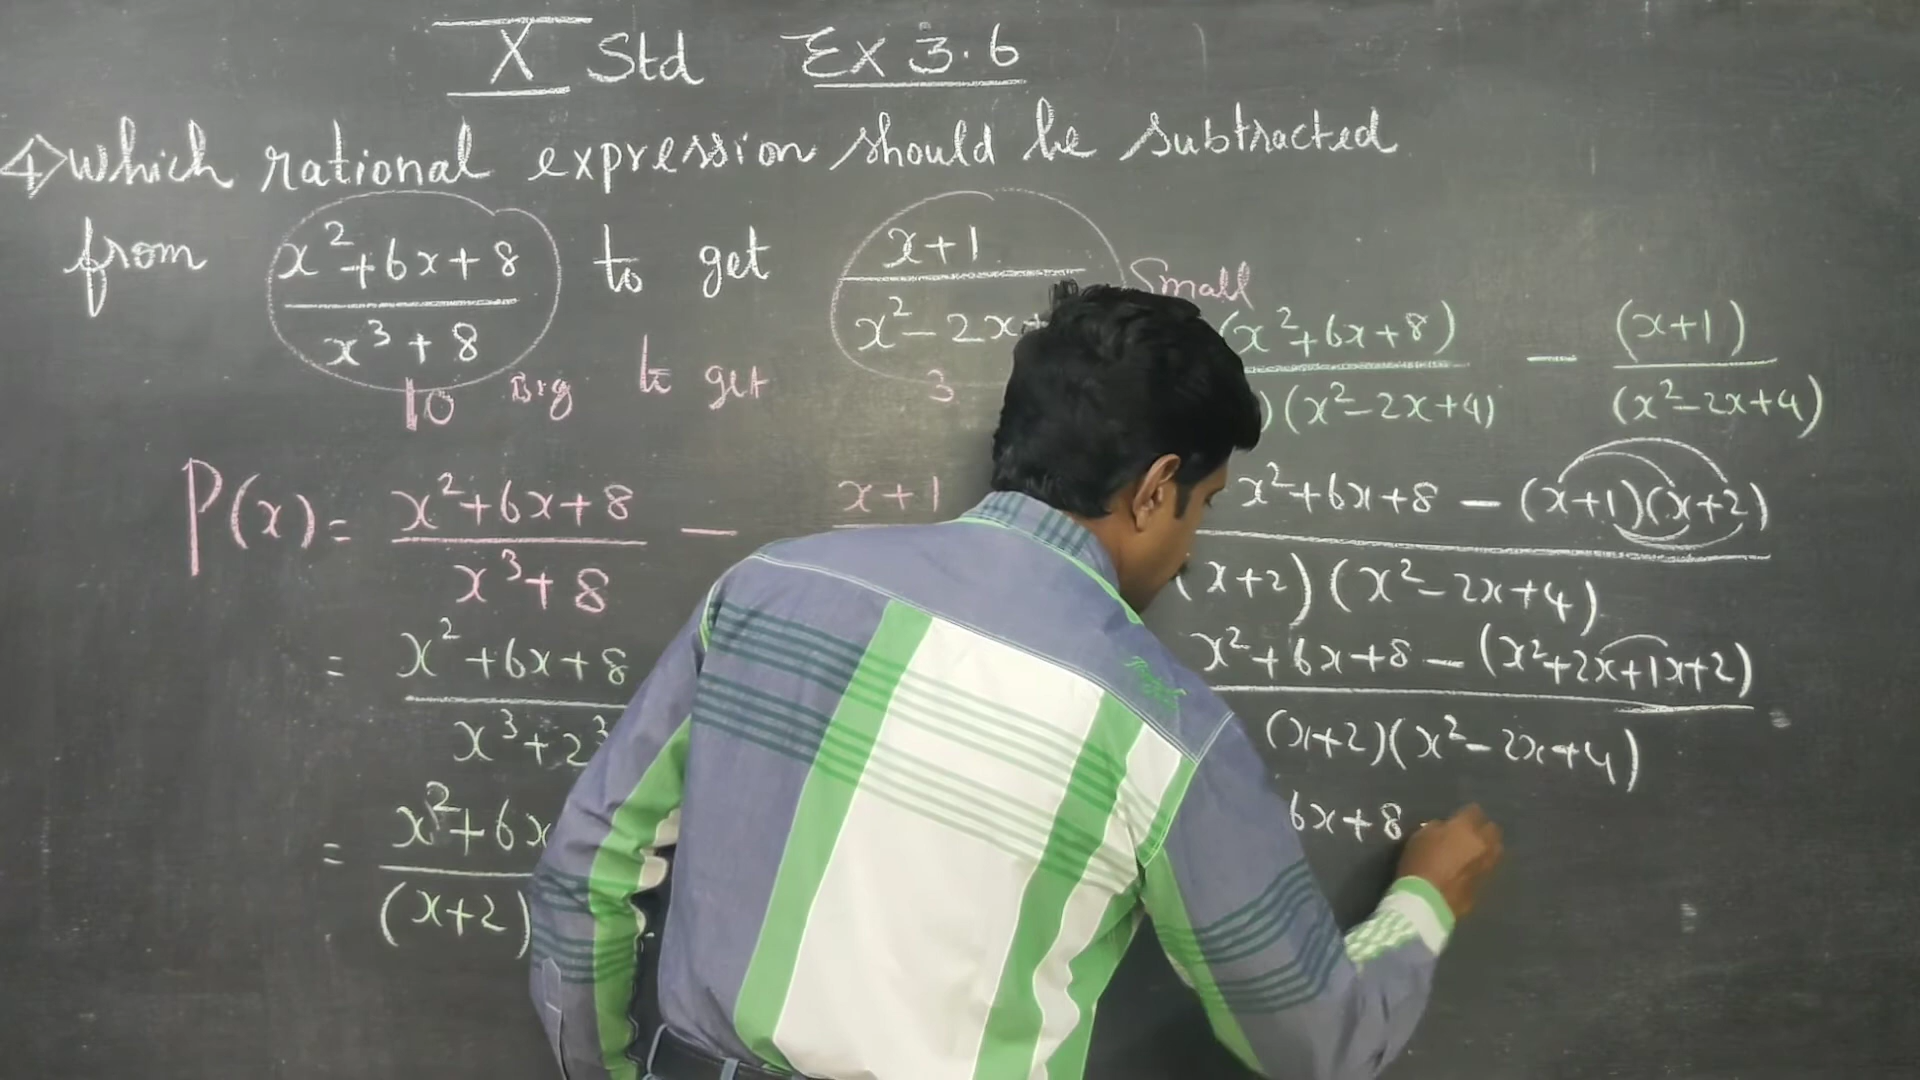 X Std Ex 3.6
4) Which rational expression should be subtracted
from x²+6x+8 / x³+8 to get x+1 / x²-2x+
10 Big to get 3 Small
P(x) = x²+6x+8 / x³+8 - x+1
= x²+6x+8 / x³+2³
= x²+6x / (x+2)
(x²+6x+8) / )(x²-2x+4) - (x+1) / (x²-2x+4)
x²+6x+8 - (x+1)(x+2) / (x+2)(x²-2x+4)
x²+6x+8 - (x²+2x+1x+2) / (x+2)(x²-2x+4)
6x+8 -